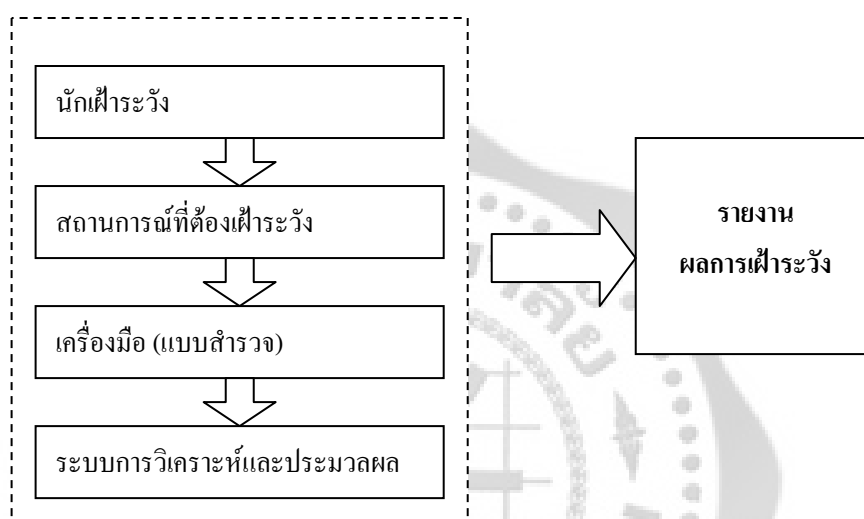 นักเฝ้าระวัง
สถานการณ์ที่ต้องเฝ้าระวัง
เครื่องมือ (แบบสำรวจ)
ระบบการวิเคราะห์และประมวลผล
รายงาน
ผลการเฝ้าระวัง